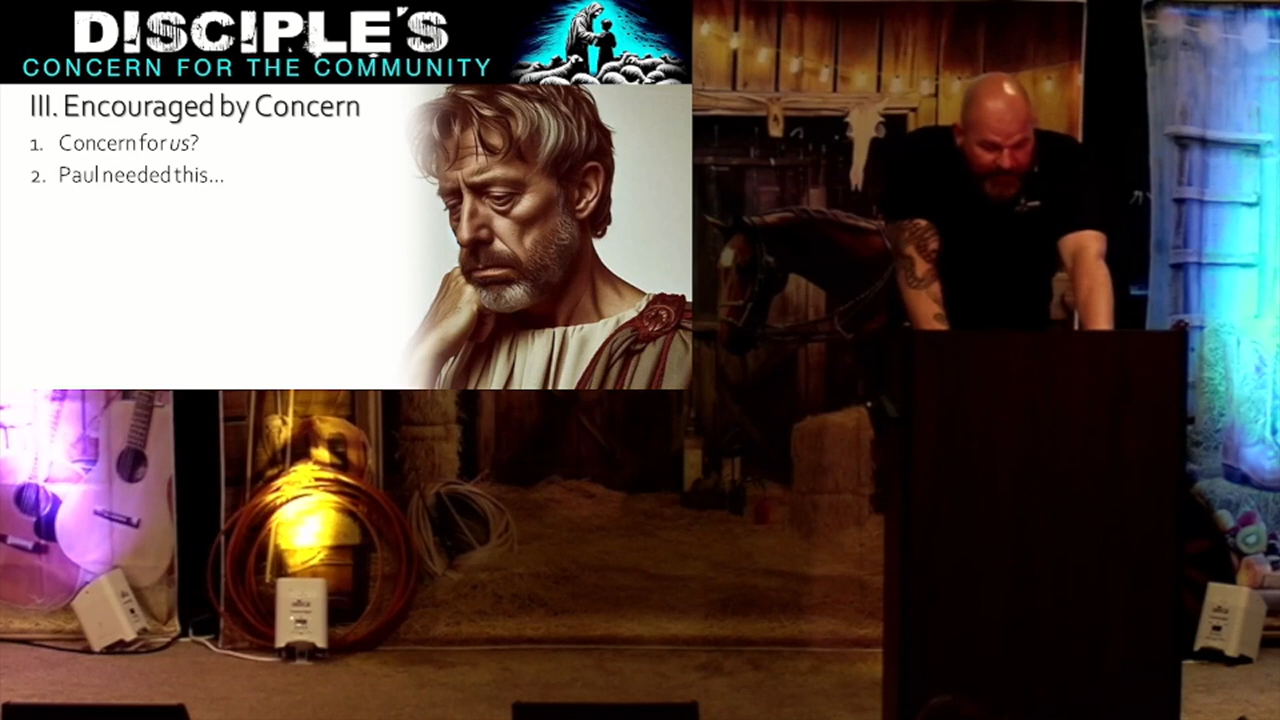 DISCIPLE'S
CONCERN FOR THE COMMUNITY
III. Encouraged by Concern
1. Concern for us?
2. Paul needed this...